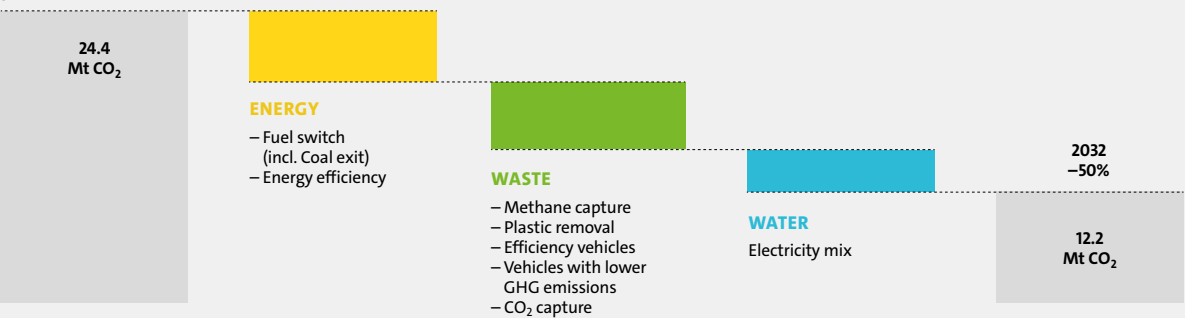 24.4
Mt CO₂
ENERGY
– Fuel switch
(incl. Coal exit)
– Energy efficiency
WASTE
– Methane capture
– Plastic removal
– Efficiency vehicles
– Vehicles with lower
GHG emissions
– CO₂ capture
WATER
Electricity mix
2032
–50%
12.2
Mt CO₂